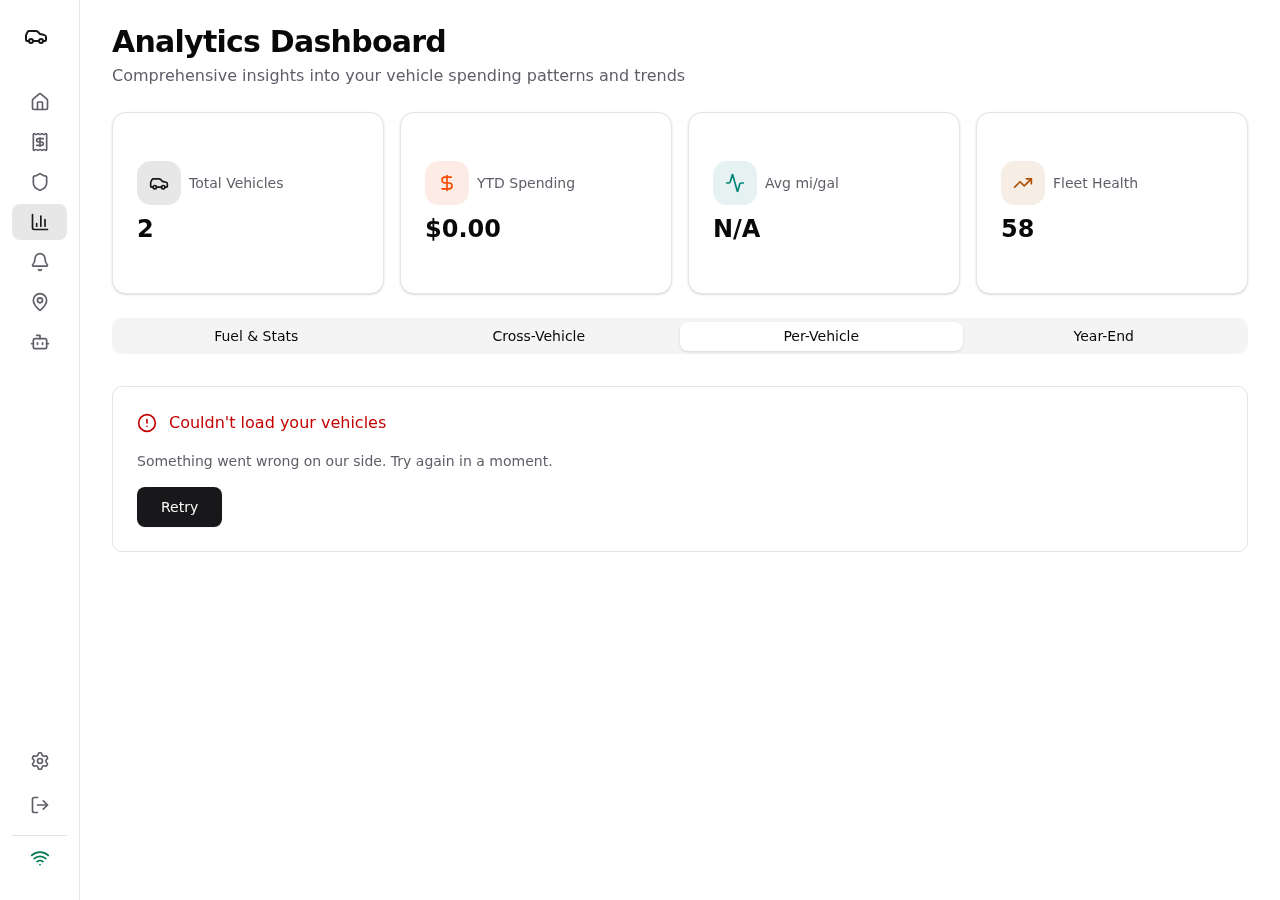 Analytics Dashboard
Comprehensive insights into your vehicle spending patterns and trends
Total Vehicles
2
YTD Spending
$0.00
Avg mi/gal
N/A
Fleet Health
58
Fuel & Stats
Cross-Vehicle
Per-Vehicle
Year-End
Couldn't load your vehicles
Something went wrong on our side. Try again in a moment.
Retry